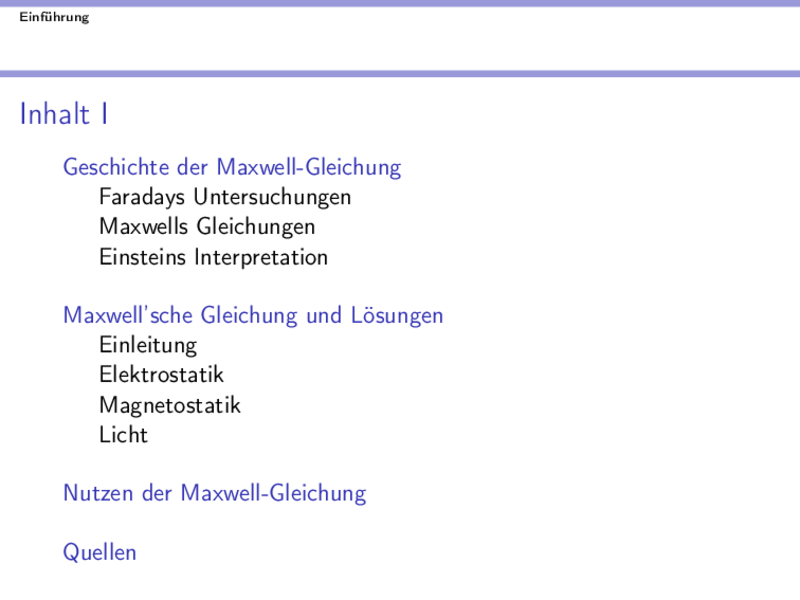 Einführung
Inhalt I
Geschichte der Maxwell-Gleichung
Faradays Untersuchungen
Maxwells Gleichungen
Einsteins Interpretation
Maxwell'sche Gleichung und Lösungen
Einleitung
Elektrostatik
Magnetostatik
Licht
Nutzen der Maxwell-Gleichung
Quellen